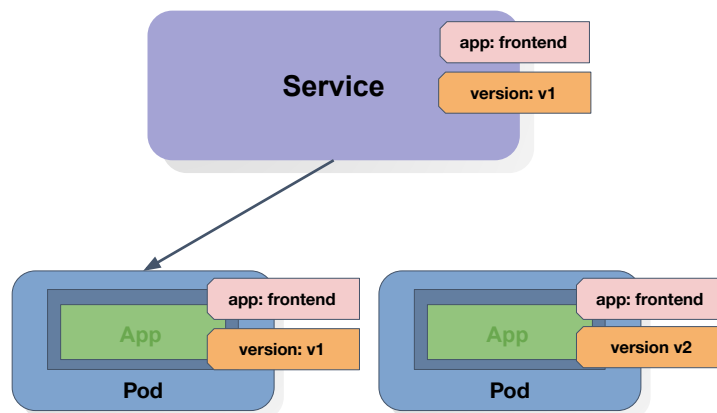 app: frontend
Service
version: v1
app: frontend
App
version: v1
Pod
app: frontend
App
version v2
Pod